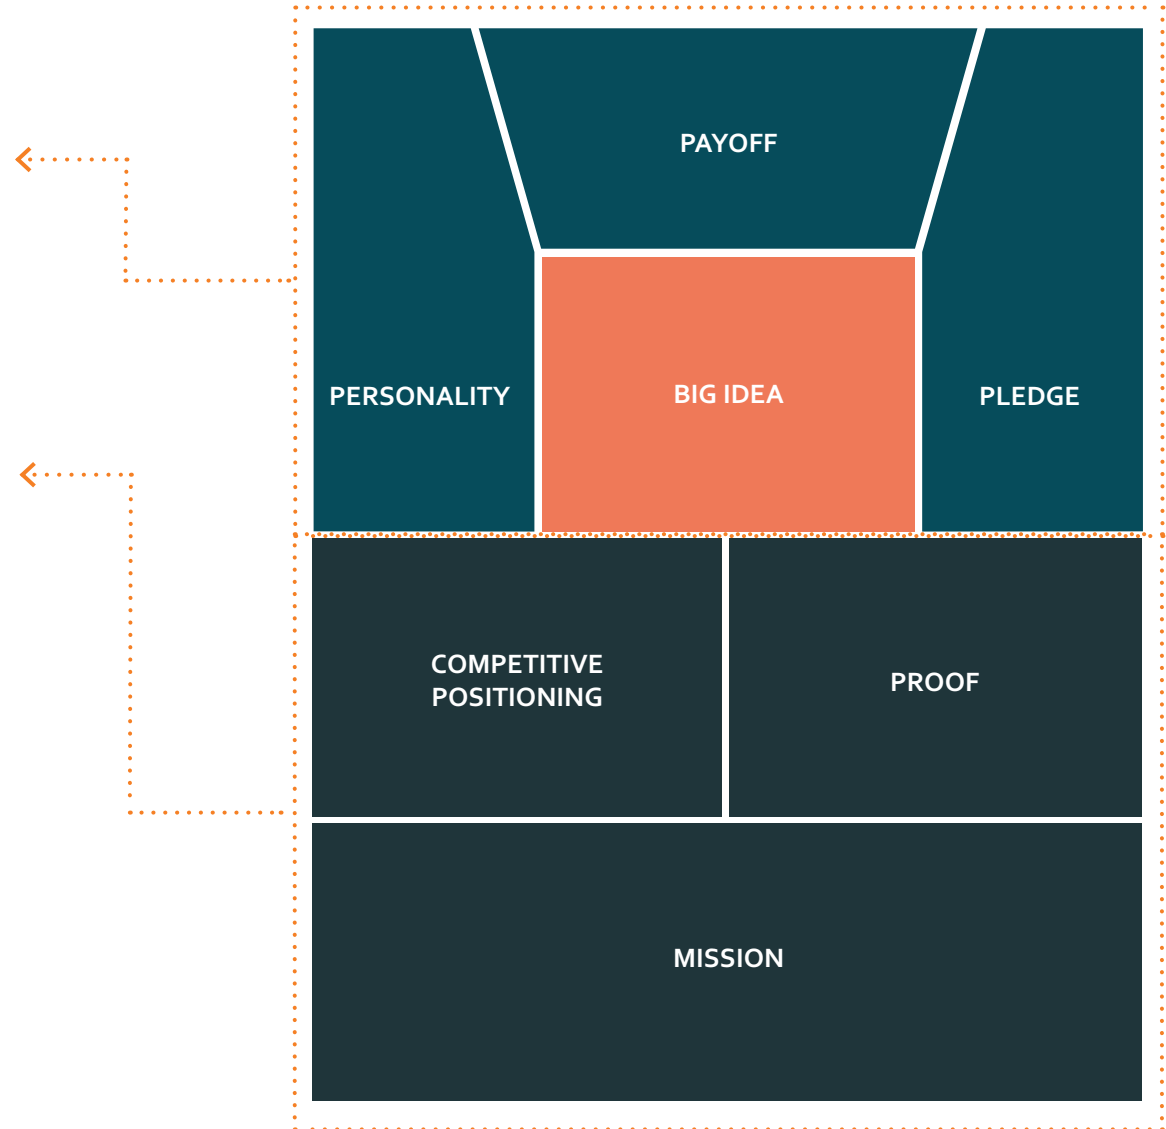 PAYOFF
PERSONALITY
BIG IDEA
PLEDGE
COMPETITIVE
POSITIONING
PROOF
MISSION